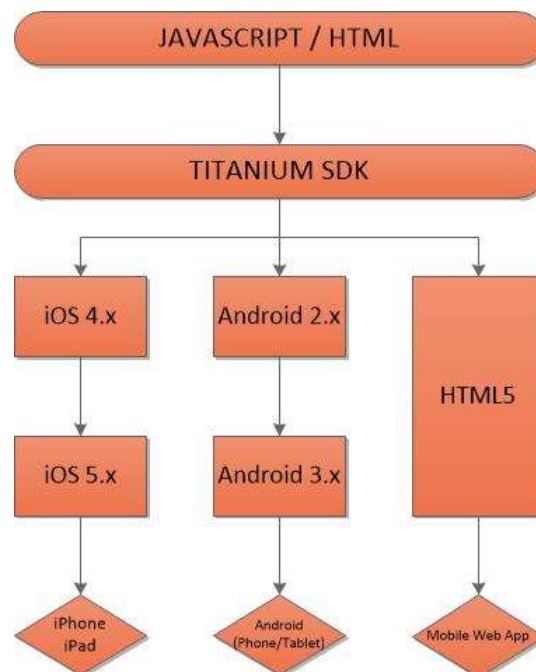 JAVASCRIPT / HTML
TITANIUM SDK
iOS 4.x
Android 2.x
HTML5
iOS 5.x
Android 3.x
iPhone
iPad
Android
(Phone/Tablet)
Mobile Web App